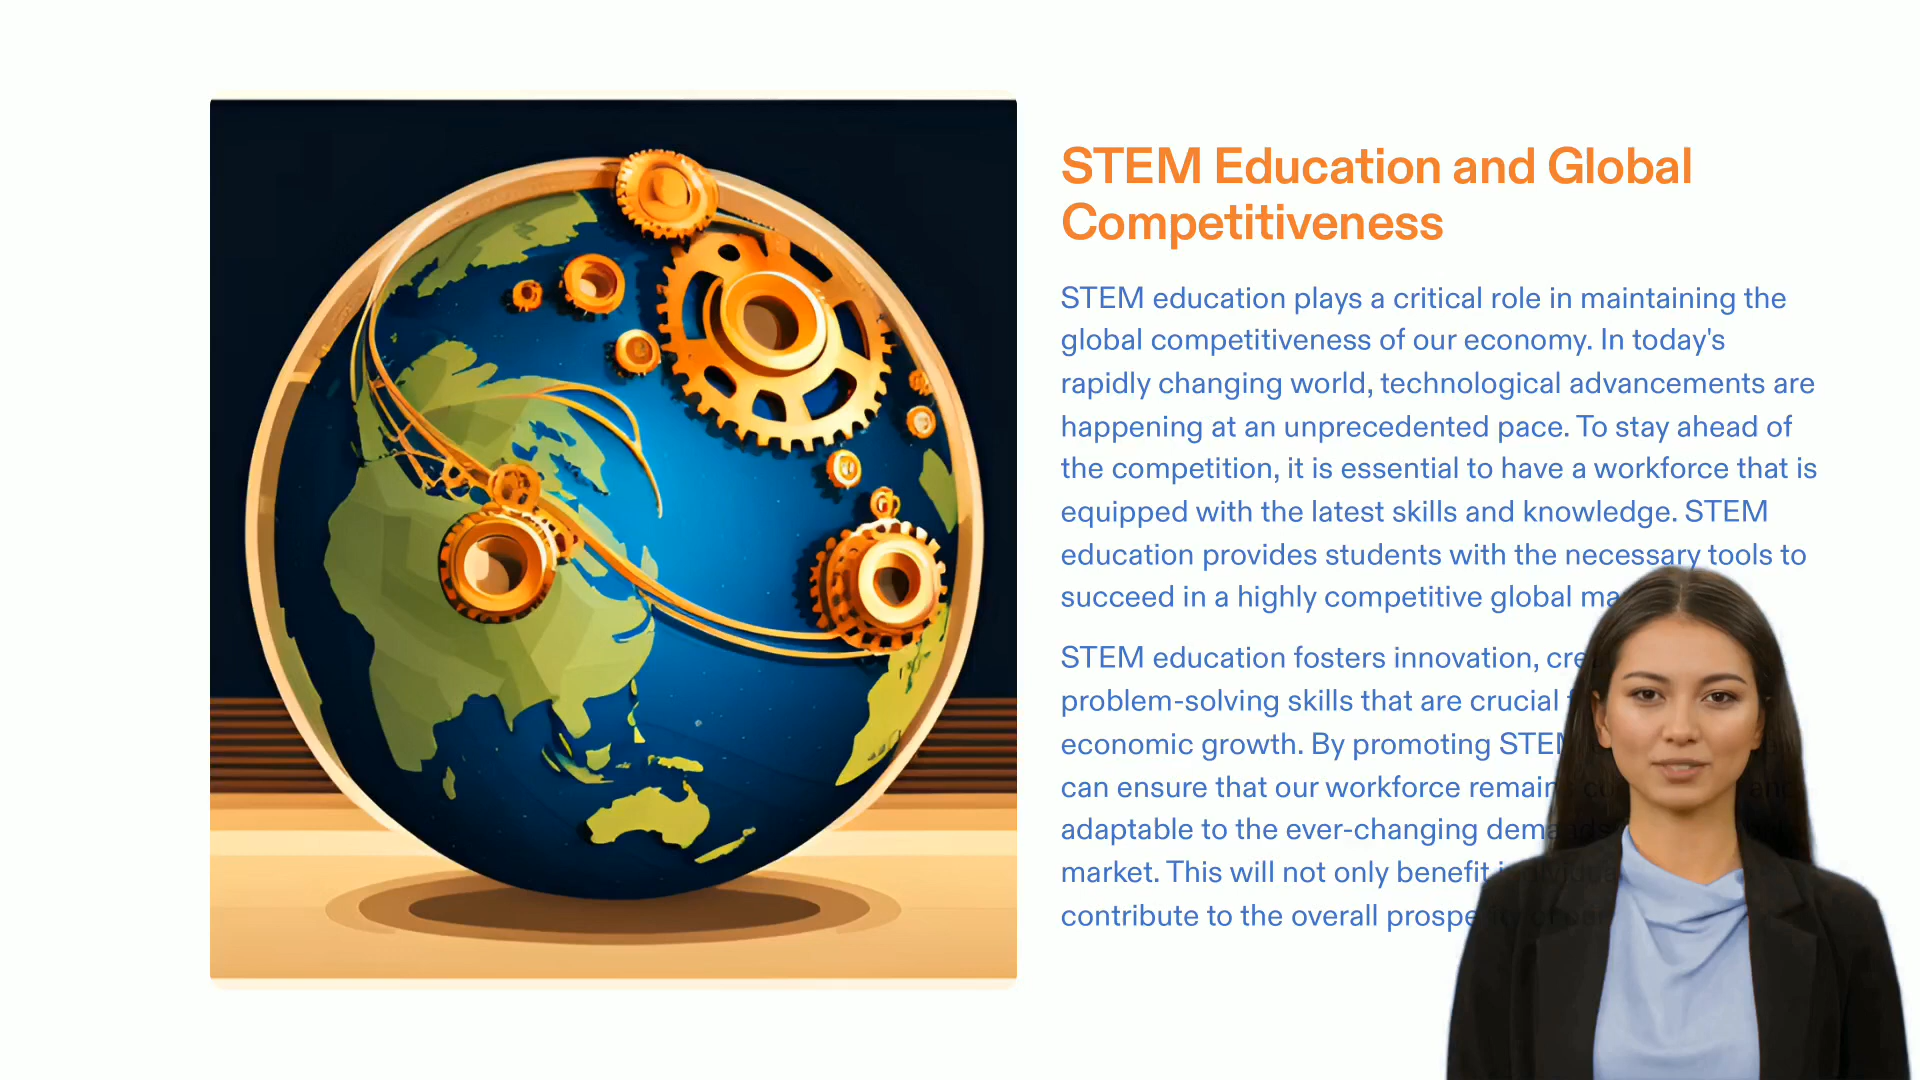 STEM Education and Global
Competitiveness
STEM education plays a critical role in maintaining the
global competitiveness of our economy. In today's
rapidly changing world, technological advancements are
happening at an unprecedented pace. To stay ahead of
the competition, it is essential to have a workforce that is
equipped with the latest skills and knowledge. STEM
education provides students with the necessary tools to
succeed in a highly competitive global
STEM education fosters innovation,
problem-solving skills that are crucial
economic growth. By promoting STEM
can ensure that our workforce remains and
adaptable to the ever-changing demands
market. This will not only benefit
contribute to the overall